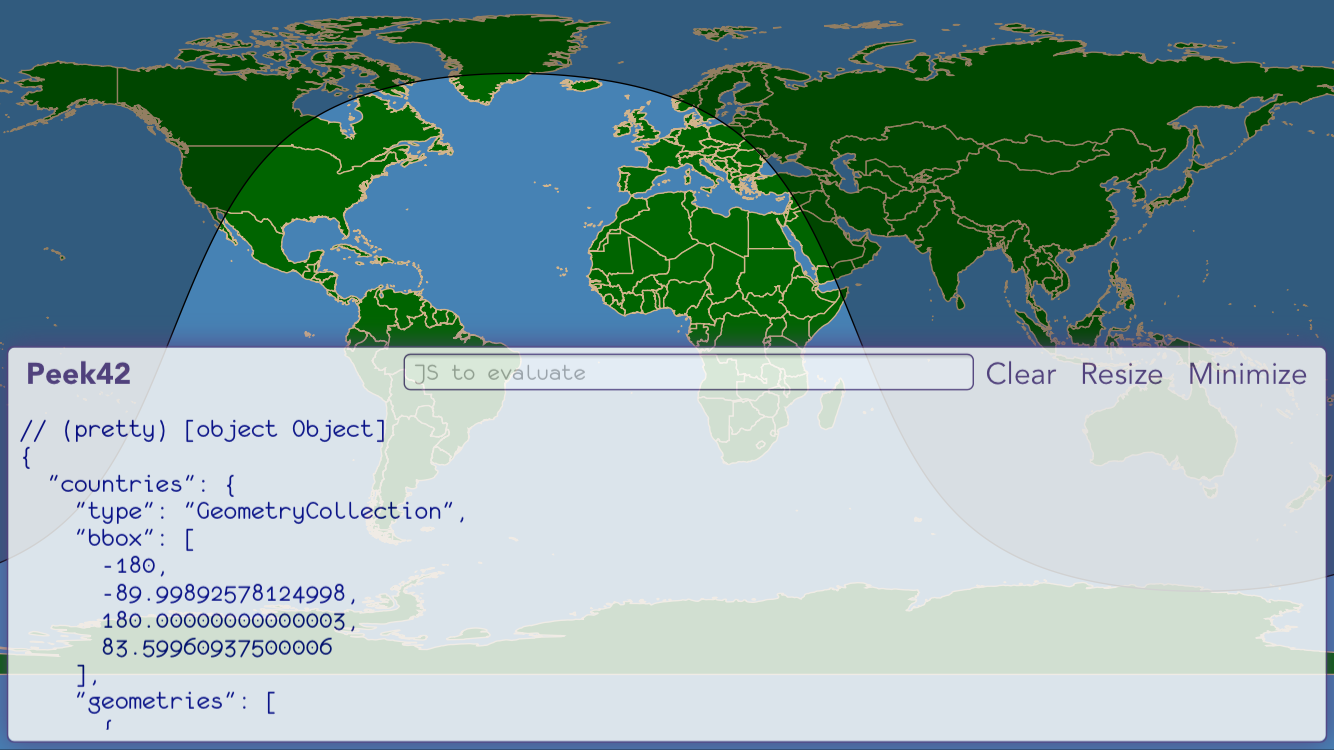 Peek42
JS to evaluate
Clear Resize Minimize
// (pretty) [object Object]
{
"countries": {
"type": "GeometryCollection",
"bbox": [
-180,
-89.99892578124998,
180.00000000000003,
83.59960937500006
],
"geometries": [